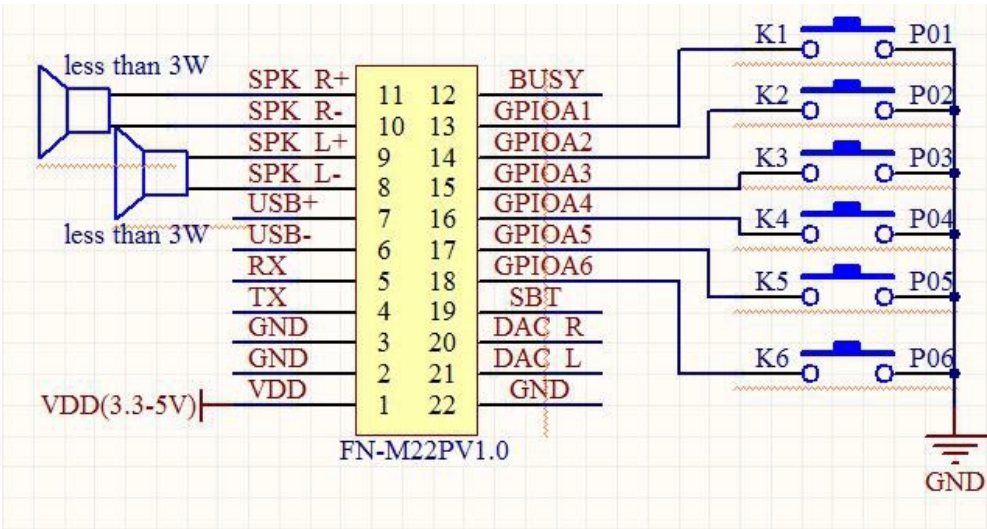 less than 3W
less than 3W
SPK R+
SPK R-
SPK L+
SPK L-
USB+
USB-
RX
TX
GND
GND
VDD
VDD(3.3-5V)
11 12
10 13
9 14
8 15
7 16
6 17
5 18
4 19
3 20
2 21
1 22
FN-M22PV1.0
BUSY
GPIOA1
GPIOA2
GPIOA3
GPIOA4
GPIOA5
GPIOA6
SBT
DAC R
DAC L
GND
K1 P01
K2 P02
K3 P03
K4 P04
K5 P05
K6 P06
GND